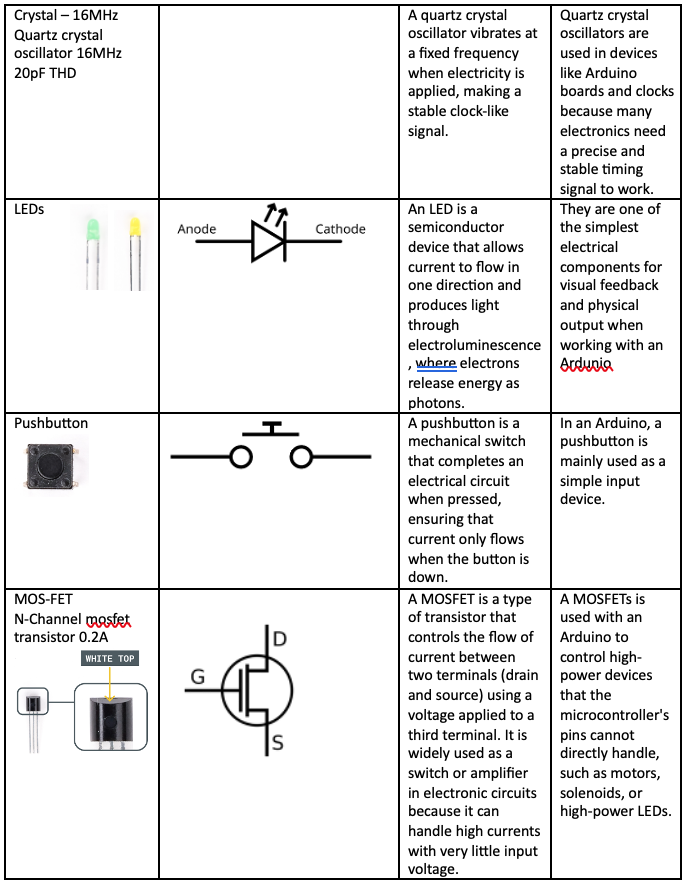 Crystal – 16MHz
Quartz crystal
oscillator 16MHz
20pF THD
A quartz crystal
oscillator vibrates at
a fixed frequency
when electricity is
applied, making a
stable clock-like
signal.
Quartz crystal
oscillators are
used in devices
like Arduino
boards and clocks
because many
electronics need
a precise and
stable timing
signal to work.
LEDs
Anode
Cathode
An LED is a
semiconductor
device that allows
current to flow in
one direction and
produces light
through
electroluminescence
, where electrons
release energy as
photons.
They are one of
the simplest
electrical
components for
visual feedback
and physical
output when
working with an
Ardunio
Pushbutton
A pushbutton is a
mechanical switch
that completes an
electrical circuit
when pressed,
ensuring that
current only flows
when the button is
down.
In an Arduino, a
pushbutton is
mainly used as a
simple input
device.
MOS-FET
N-Channel mosfet
transistor 0.2A
WHITE TOP
D
G
S
A MOSFET is a type
of transistor that
controls the flow of
current between
two terminals (drain
and source) using a
voltage applied to a
third terminal. It is
widely used as a
switch or amplifier
in electronic circuits
because it can
handle high currents
with very little input
voltage.
A MOSFETs is
used with an
Arduino to
control high-
power devices
that the
microcontroller's
pins cannot
directly handle,
such as motors,
solenoids, or
high-power LEDs.